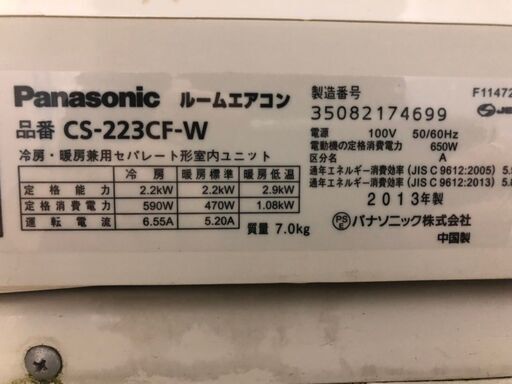 Panasonic ルームエアコン
品番 CS-223CF-W
冷房・暖房兼用セパレート形室内ユニット
冷房 暖房標準 暖房低温
定格能力 2.2kW 2.2kW 2.9kW
定格消費電力 590W 470W 1.08kW
運転電流 6.55A 5.20A
質量 7.0kg
製造番号
35082174699
F11472
電源 100V 50/60Hz
電動機の定格消費電力 650W
区分名 A
通年エネルギー消費効率 (JIS C 9612:2005) 5.
通年エネルギー消費効率 (JIS C 9612:2013) 5.
2013年製
PSE パナソニック株式会社
中国製